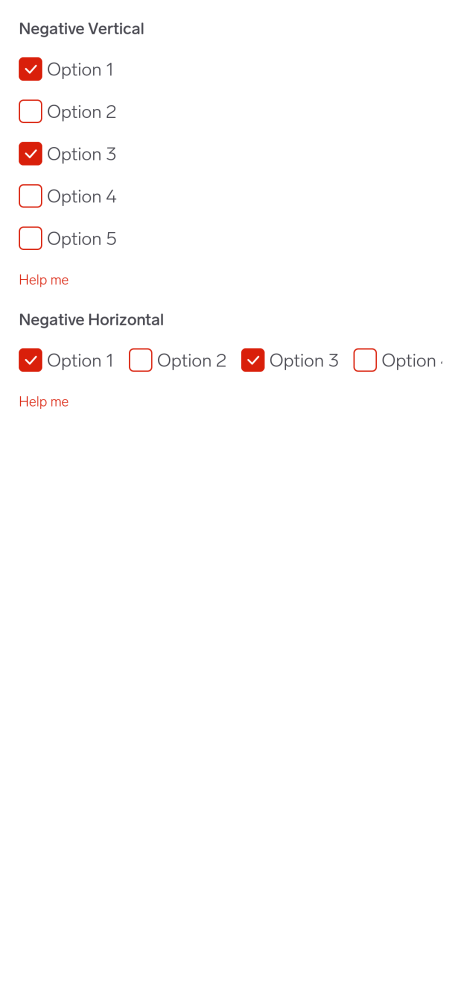 Negative Vertical
Option 1
Option 2
Option 3
Option 4
Option 5
Help me
Negative Horizontal
Option 1 Option 2 Option 3 Option
Help me